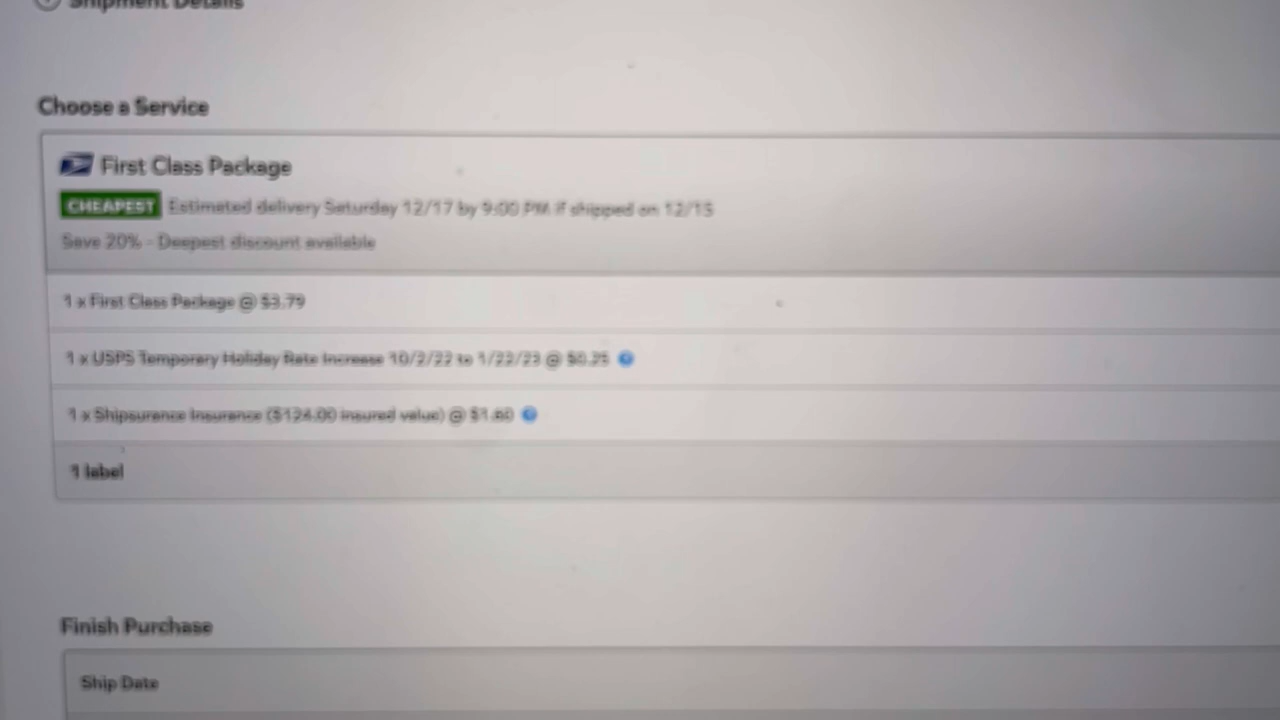 Shipment Details
Choose a Service
First Class Package
CHEAPEST Estimated delivery Saturday 12/17 by 9:00 PM if shipped on 12/15
Save 20% - Deepest discount available
1 x First Class Package @ $3.79
1 x USPS Temporary Holiday Rate Increase 10/2/22 to 1/22/23 @ $0.25
1 x Shipsurance Insurance ($124.00 insured value) @
1 label
Finish Purchase
Ship Date